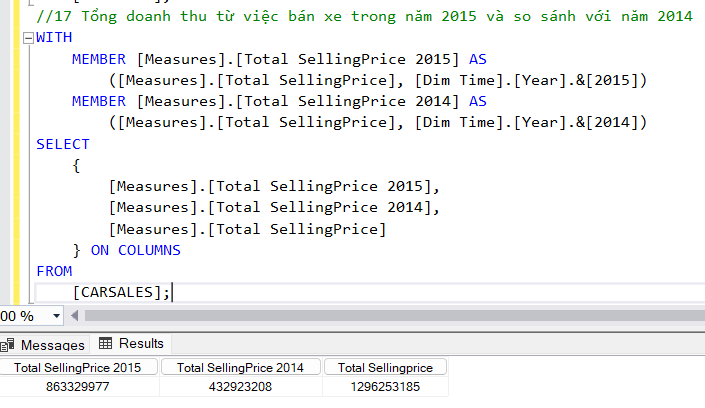 //17 Tổng doanh thu từ việc bán xe trong năm 2015 và so sánh với năm 2014
WITH
MEMBER [Measures].[Total SellingPrice 2015] AS
([Measures].[Total SellingPrice], [Dim Time].[Year].&[2015])
MEMBER [Measures].[Total SellingPrice 2014] AS
([Measures].[Total SellingPrice], [Dim Time].[Year].&[2014])
SELECT
{
[Measures].[Total SellingPrice 2015],
[Measures].[Total SellingPrice 2014],
[Measures].[Total SellingPrice]
} ON COLUMNS
FROM
[CARSALES];
00 %
Messages Results
Total SellingPrice 2015 Total SellingPrice 2014 Total Sellingprice
863329977 432923208 1296253185